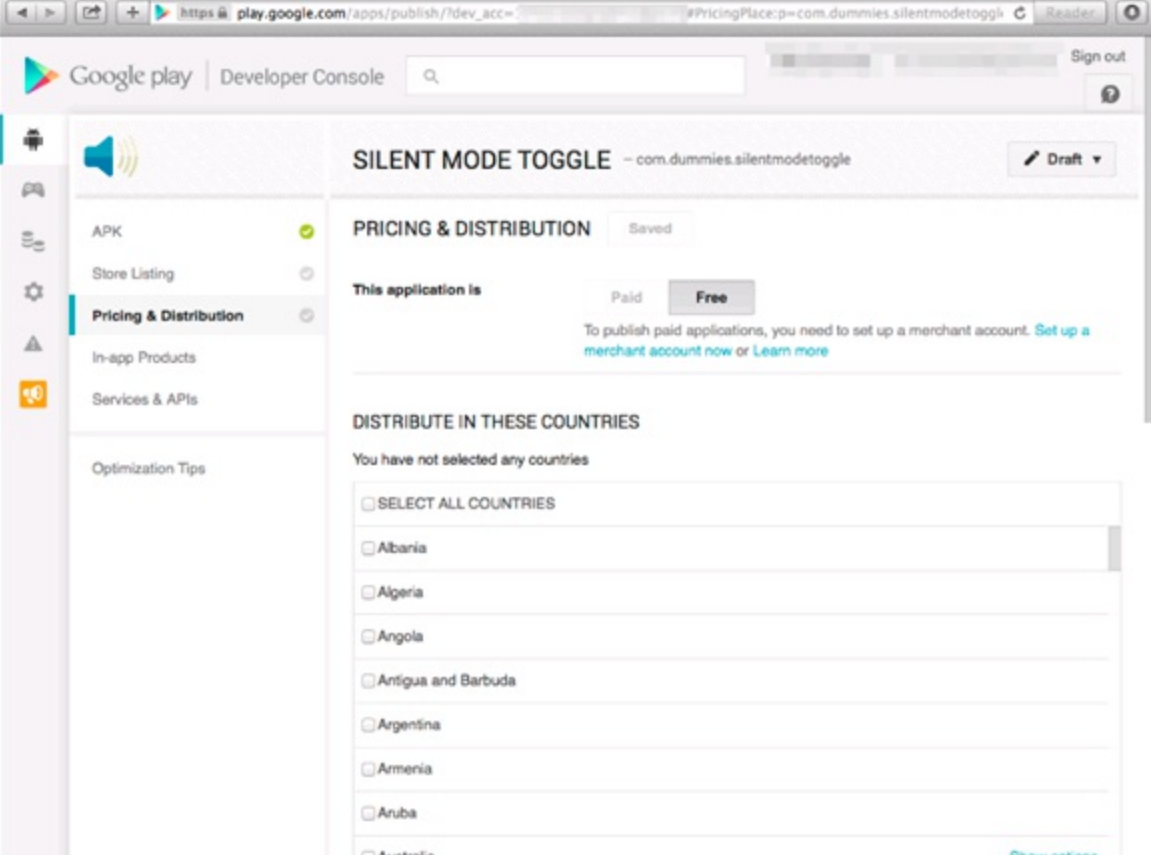 https play.google.com/apps/publish/?dev_acc= #PricingPlace:p=com.dummies.silentmodetoggl Reader
Sign out
Google play Developer Console
SILENT MODE TOGGLE – com.dummies.silentmodetoggle Draft
APK
PRICING & DISTRIBUTION Saved
Store Listing
This application is Paid Free
Pricing & Distribution
To publish paid applications, you need to set up a merchant account. Set up a
merchant account now or Learn more
In-app Products
Services & APIs
DISTRIBUTE IN THESE COUNTRIES
You have not selected any countries
Optimization Tips
SELECT ALL COUNTRIES
Albania
Algeria
Angola
Antigua and Barbuda
Argentina
Armenia
Aruba
Australia Show options